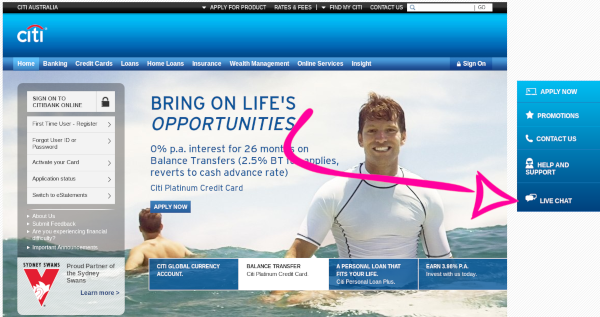 CITI AUSTRALIA
APPLY FOR PRODUCT RATES & FEES | FIND MY CITI CONTACT US | GO
citi
Home Banking Credit Cards Loans Home Loans Insurance Wealth Management Online Services Insight Sign On
SIGN ON TO
CITIBANK ONLINE
First Time User - Register
Forgot User ID or
Password
Activate your Card
Application status
Switch to eStatements
About Us
Submit Feedback
Are you experiencing financial
difficulty?
Important Announcements
BRING ON LIFE'S
OPPORTUNITIES
0% p.a. interest for 26 months on
Balance Transfers (2.5% BT fee applies,
reverts to cash advance rate)
Citi Platinum Credit Card
APPLY NOW
SYDNEY SWANS
Proud Partner of
the Sydney
Swans
Learn more >
CITI GLOBAL CURRENCY
ACCOUNT.
BALANCE TRANSFER
Citi Platinum Credit Card.
A PERSONAL LOAN THAT
FITS YOUR LIFE.
Citi Personal Loan Plus.
EARN 3.98% P.A.
Invest with us today.
APPLY NOW
PROMOTIONS
CONTACT US
HELP AND
SUPPORT
LIVE CHAT